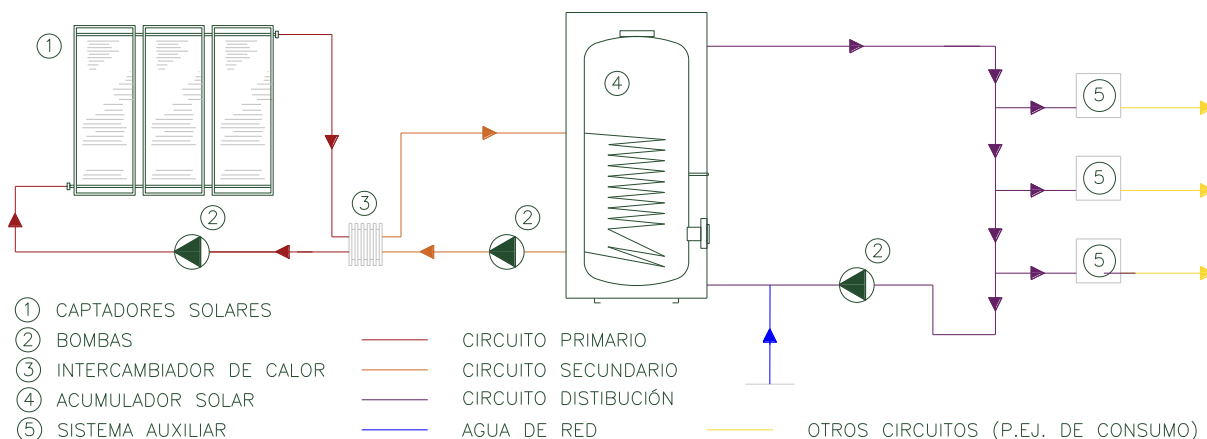 1
2
3
4
2
2
5
5
5
1 CAPTADORES SOLARES
2 BOMBAS
3 INTERCAMBIADOR DE CALOR
4 ACUMULADOR SOLAR
5 SISTEMA AUXILIAR
CIRCUITO PRIMARIO
CIRCUITO SECUNDARIO
CIRCUITO DISTIBUCIÓN
AGUA DE RED
OTROS CIRCUITOS (P.EJ. DE CONSUMO)